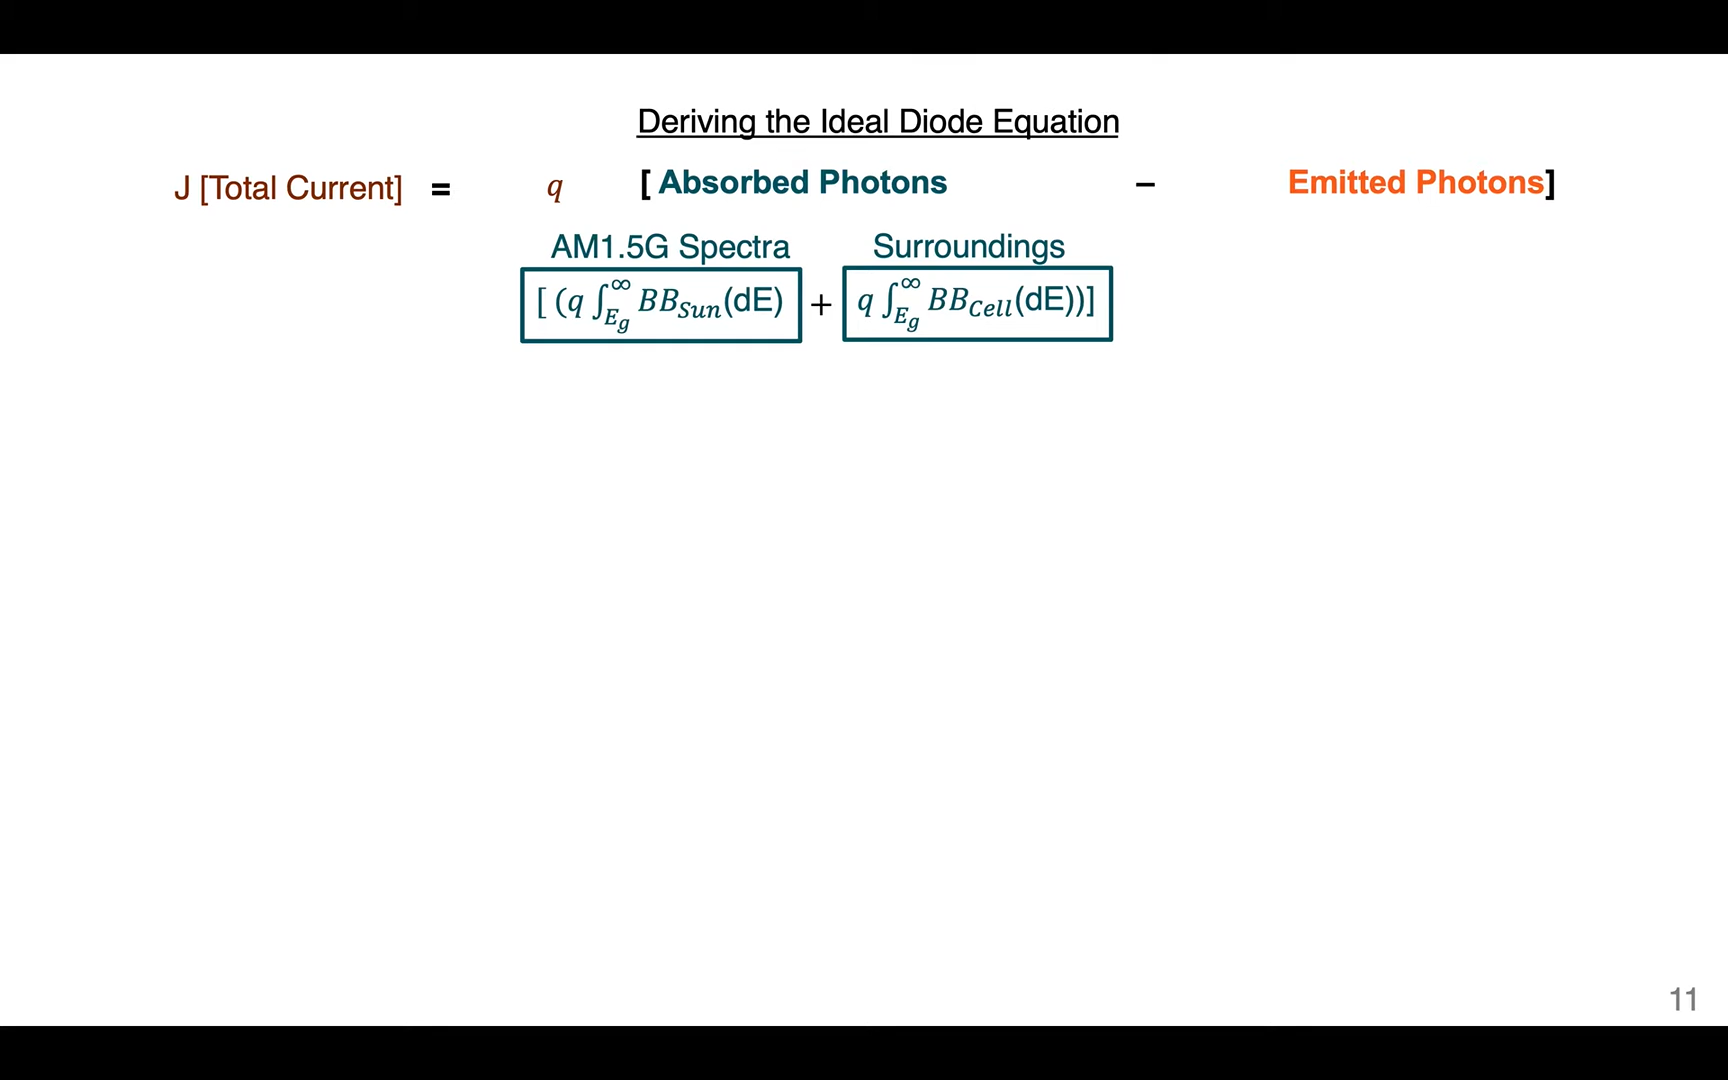 Deriving the Ideal Diode Equation
J [Total Current] = q [ Absorbed Photons – Emitted Photons]
AM1.5G Spectra Surroundings
[ (q ∫_{E_g}^{∞} BB_{Sun}(dE) + q ∫_{E_g}^{∞} BB_{Cell}(dE))]
11